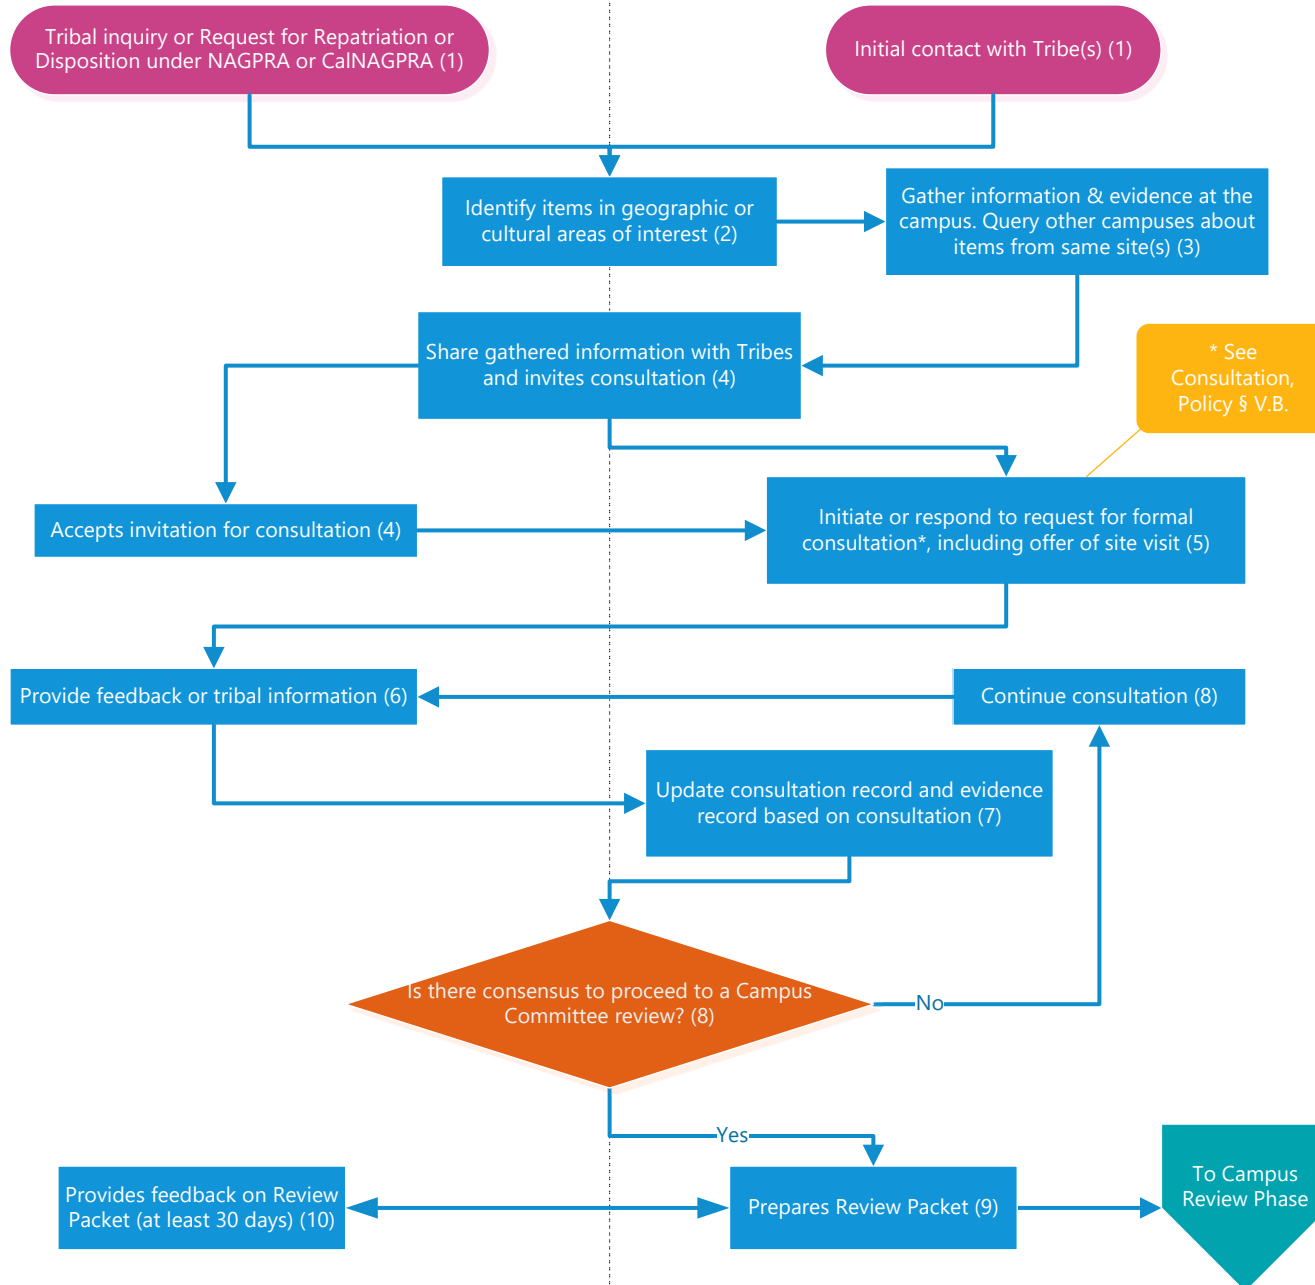 Tribal inquiry or Request for Repatriation or
Disposition under NAGPRA or CalNAGPRA (1)
Initial contact with Tribe(s) (1)
Identify items in geographic or
cultural areas of interest (2)
Gather information & evidence at the
campus. Query other campuses about
items from same site(s) (3)
Share gathered information with Tribes
and invites consultation (4)
* See
Consultation,
Policy § V.B.
Accepts invitation for consultation (4)
Initiate or respond to request for formal
consultation*, including offer of site visit (5)
Provide feedback or tribal information (6)
Continue consultation (8)
Update consultation record and evidence
record based on consultation (7)
Is there consensus to proceed to a Campus
Committee review? (8)
No
Yes
Provides feedback on Review
Packet (at least 30 days) (10)
Prepares Review Packet (9)
To Campus
Review Phase